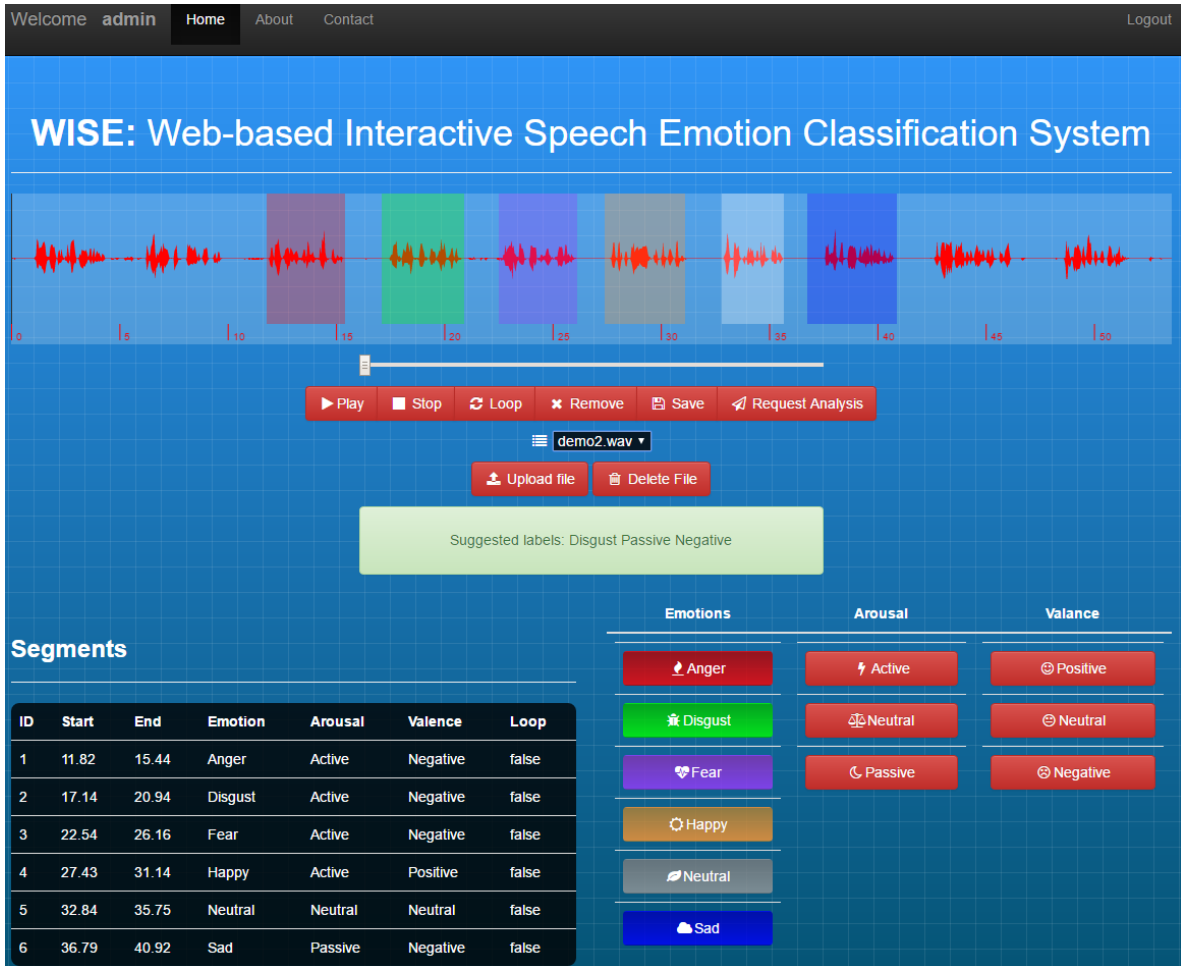 Welcome admin Home About Contact Logout
WISE: Web-based Interactive Speech Emotion Classification System
0 5 10 15 20 25 30 35 40 45 50
Play Stop Loop Remove Save Request Analysis
demo2.wav
Upload file Delete File
Suggested labels: Disgust Passive Negative
Segments
ID Start End Emotion Arousal Valence Loop
1 11.82 15.44 Anger Active Negative false
2 17.14 20.94 Disgust Active Negative false
3 22.54 26.16 Fear Active Negative false
4 27.43 31.14 Happy Active Positive false
5 32.84 35.75 Neutral Neutral Neutral false
6 36.79 40.92 Sad Passive Negative false
Emotions Arousal Valance
Anger Active Positive
Disgust Neutral Neutral
Fear Passive Negative
Happy
Neutral
Sad